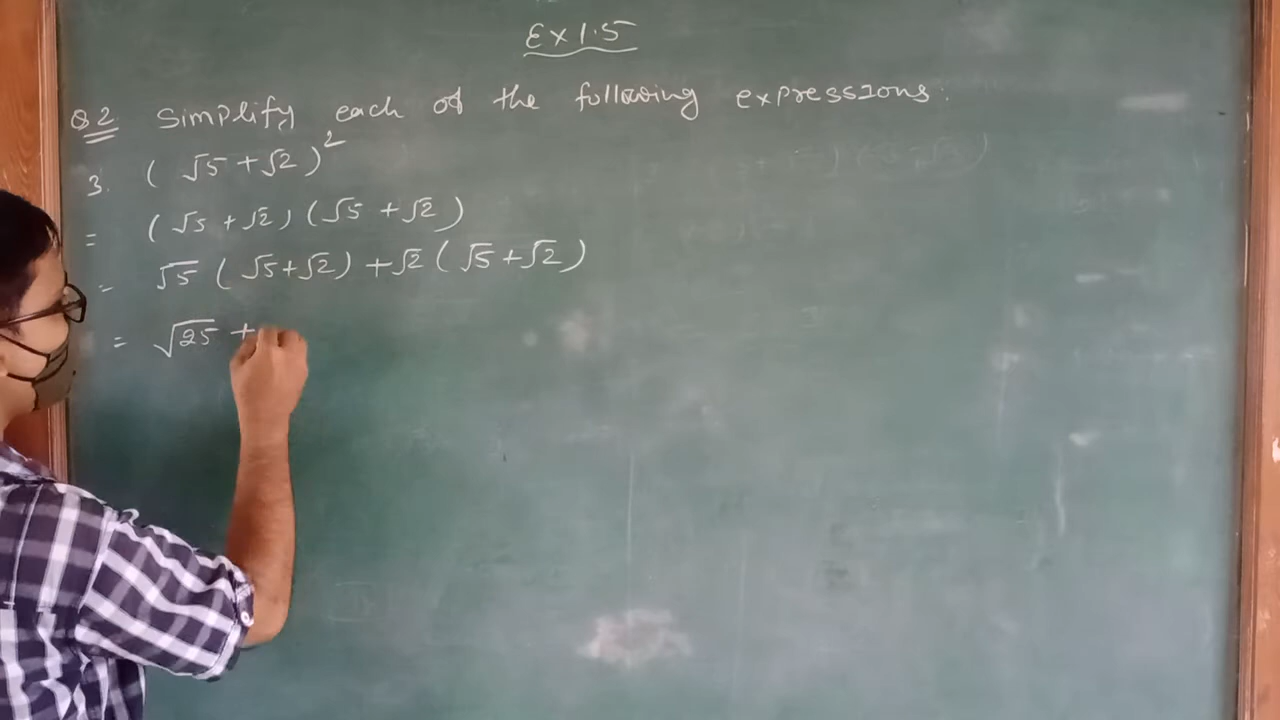 Ex 1.5
Q2 Simplify each of the following expressions:
3. (√5 + √2)²
= (√5 + √2) (√5 + √2)
= √5 (√5 + √2) + √2 (√5 + √2)
= √25 +